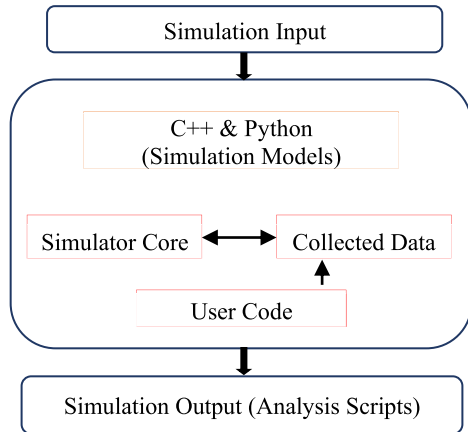 Simulation Input
C++ & Python
(Simulation Models)
Simulator Core
Collected Data
User Code
Simulation Output (Analysis Scripts)